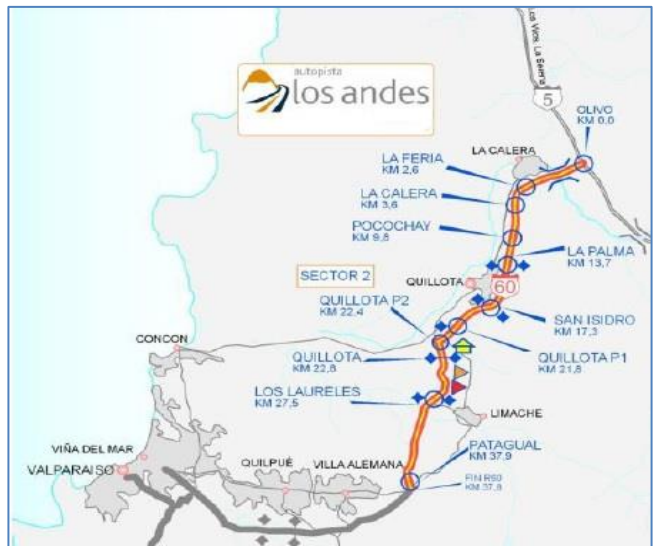 autopista
los andes
Los Vilos, La Serena
5
OLIVO
KM 0,0
LA CALERA
LA FERIA
KM 2,6
LA CALERA
KM 3,6
POCOCHAY
KM 9,8
LA PALMA
KM 13,7
SECTOR 2
QUILLOTA
60
QUILLOTA P2
KM 22,4
SAN ISIDRO
KM 17,3
CONCON
QUILLOTA
KM 22,8
QUILLOTA P1
KM 21,8
LOS LAURELES
KM 27,5
LIMACHE
VIÑA DEL MAR
VALPARAISO
QUILPUÉ
VILLA ALEMANA
PATAGUAL
KM 37,9
FIN R60
KM 37,8